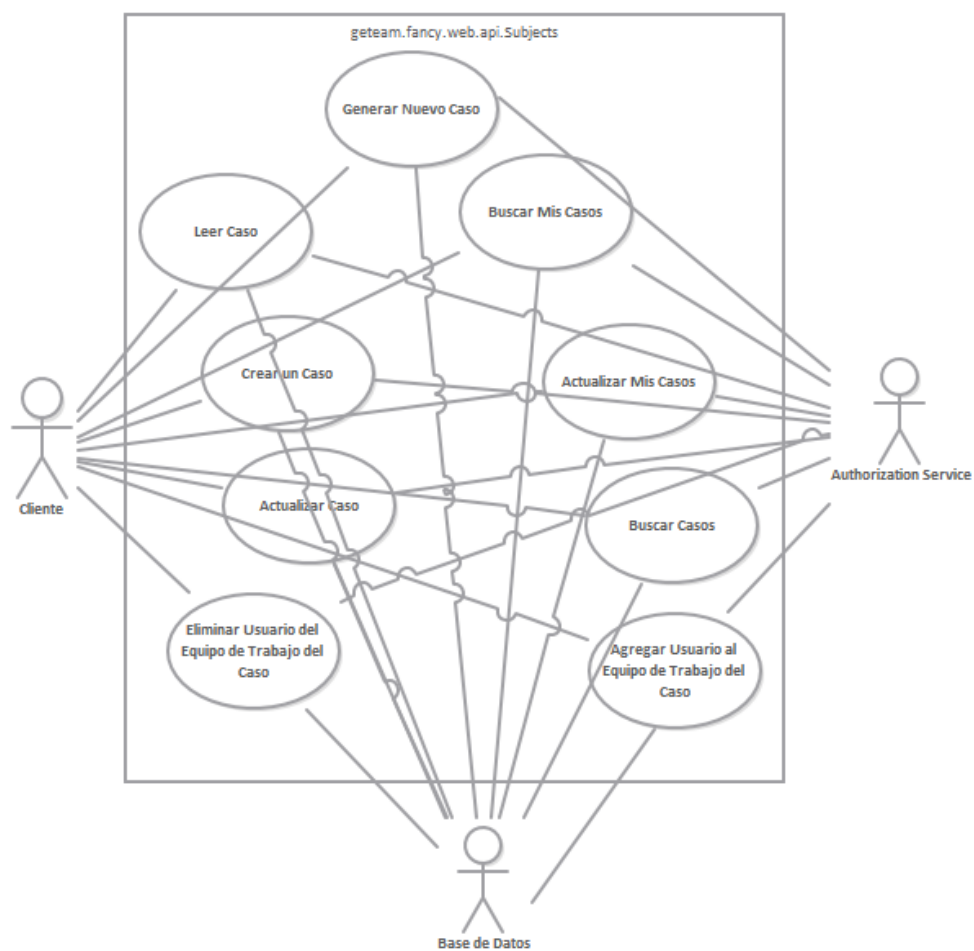 geteam.fancy.web.api.Subjects
Generar Nuevo Caso
Buscar Mis Casos
Leer Caso
Crear un Caso
Actualizar Mis Casos
Cliente
Authorization Service
Actualizar Caso
Buscar Casos
Eliminar Usuario del
Equipo de Trabajo del
Caso
Agregar Usuario al
Equipo de Trabajo del
Caso
Base de Datos